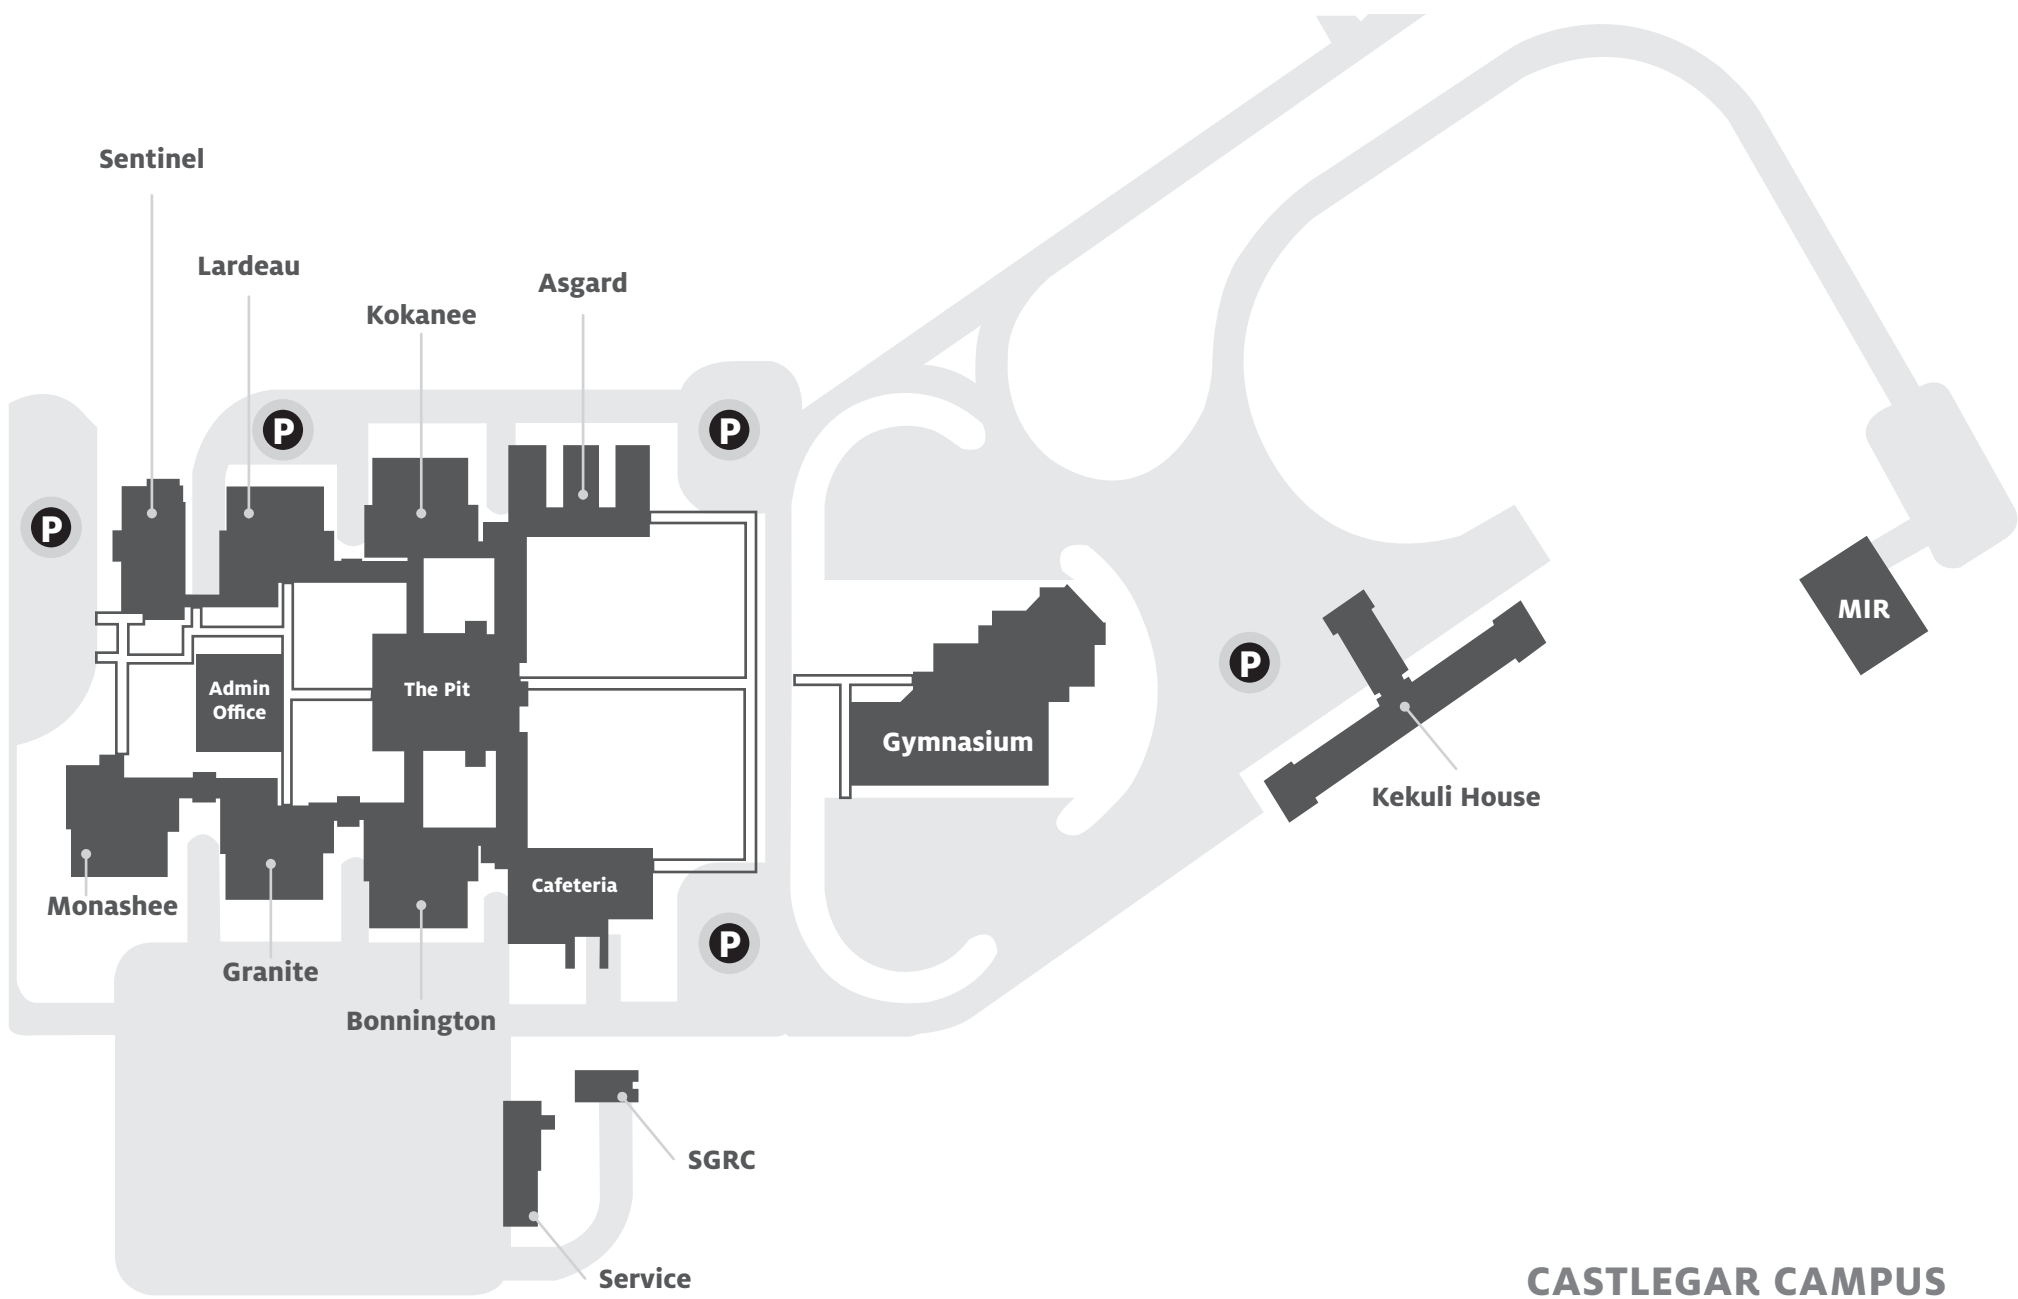 Sentinel
Lardeau
Asgard
Kokanee
P
P
P
MIR
P
Admin
Office
The Pit
Gymnasium
Kekuli House
Cafeteria
Monashee
P
Granite
Bonnington
SGRC
Service
CASTLEGAR CAMPUS